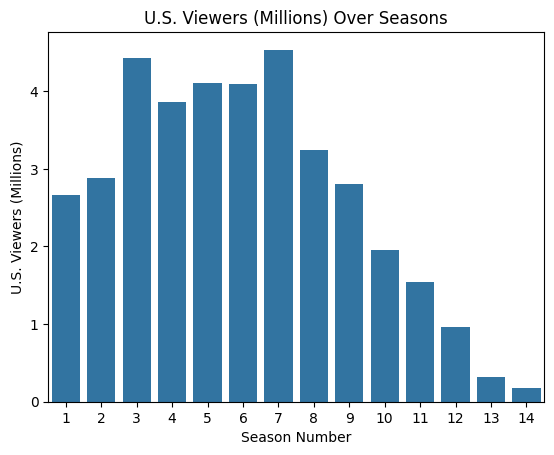 U.S. Viewers (Millions) Over Seasons
U.S. Viewers (Millions)
4
3
2
1
0
1 2 3 4 5 6 7 8 9 10 11 12 13 14
Season Number